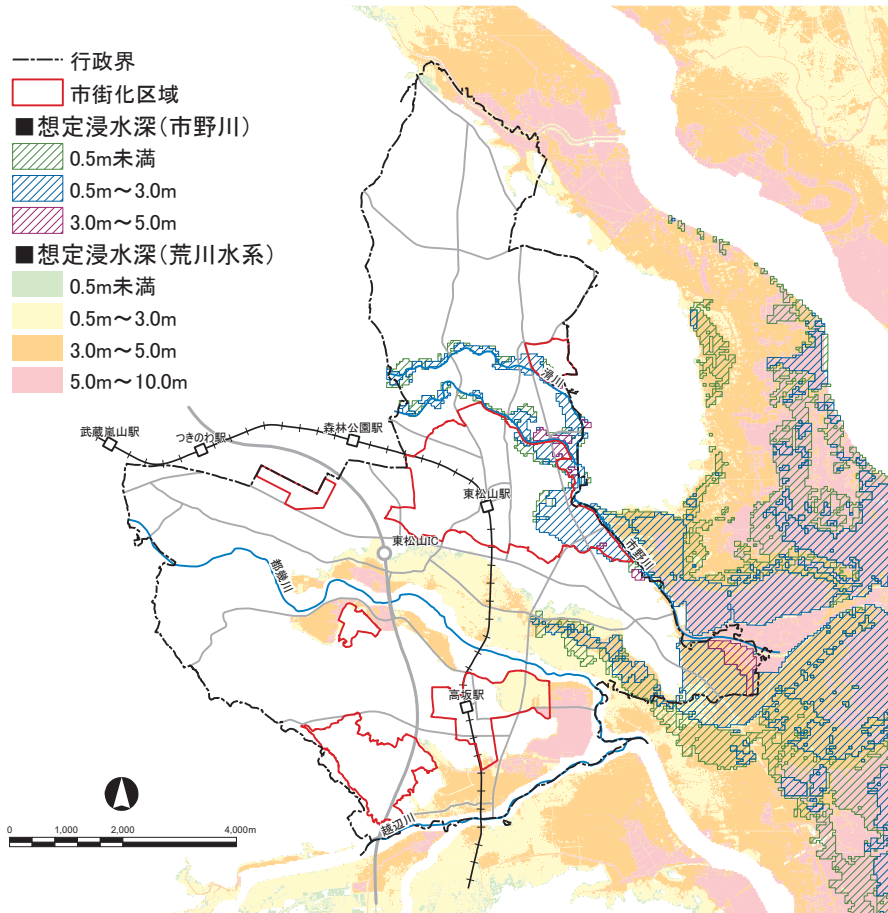 行政界
市街化区域
■想定浸水深(市野川)
0.5m未満
0.5m～3.0m
3.0m～5.0m
■想定浸水深(荒川水系)
0.5m未満
0.5m～3.0m
3.0m～5.0m
5.0m～10.0m
滑川
武蔵嵐山駅
つきのわ駅
森林公園駅
東松山駅
東松山IC
市野川
都幾川
高坂駅
越辺川
0 1,000 2,000 4,000m